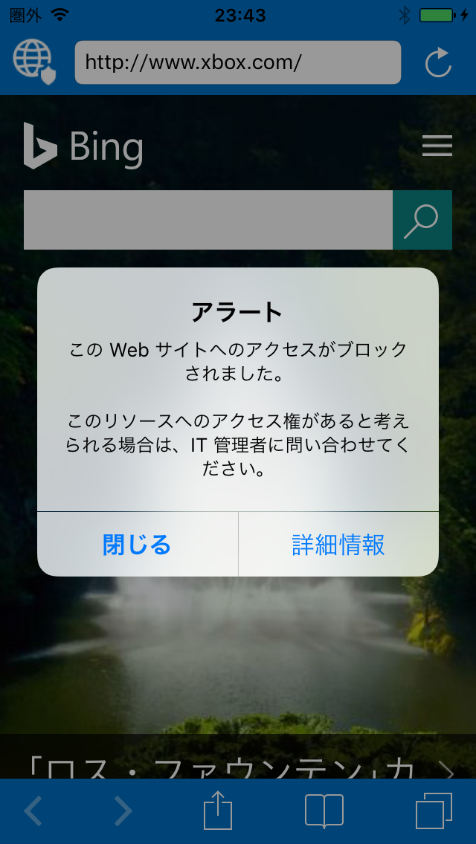 圏外 23:43
http://www.xbox.com/
Bing
アラート
この Web サイトへのアクセスがブロック
されました。
このリソースへのアクセス権があると考え
られる場合は、IT 管理者に問い合わせてく
ださい。
閉じる 詳細情報
「ロス・ファウンテン」カ